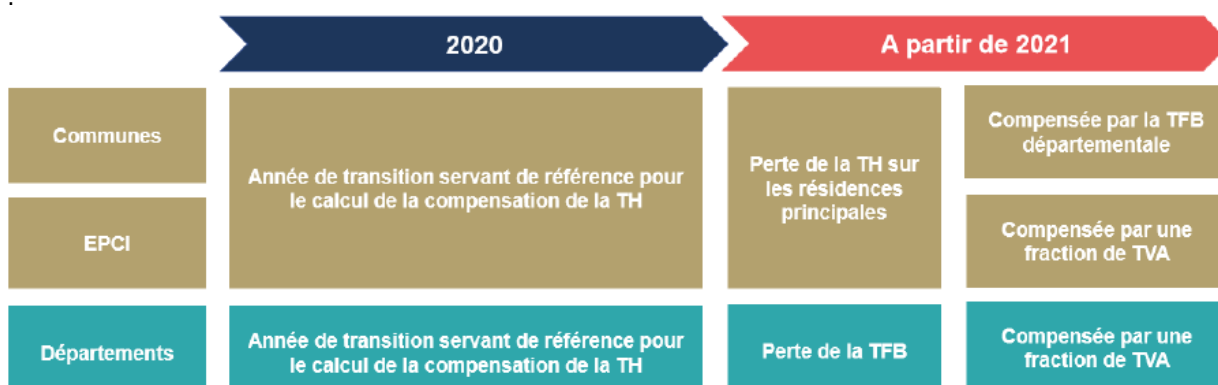 .
2020
A partir de 2021
Communes
Année de transition servant de référence pour
le calcul de la compensation de la TH
Perte de la TH sur
les résidences
principales
Compensée par la TFB
départementale
EPCI
Compensée par une
fraction de TVA
Départements
Année de transition servant de référence pour
le calcul de la compensation de la TH
Perte de la TFB
Compensée par une
fraction de TVA